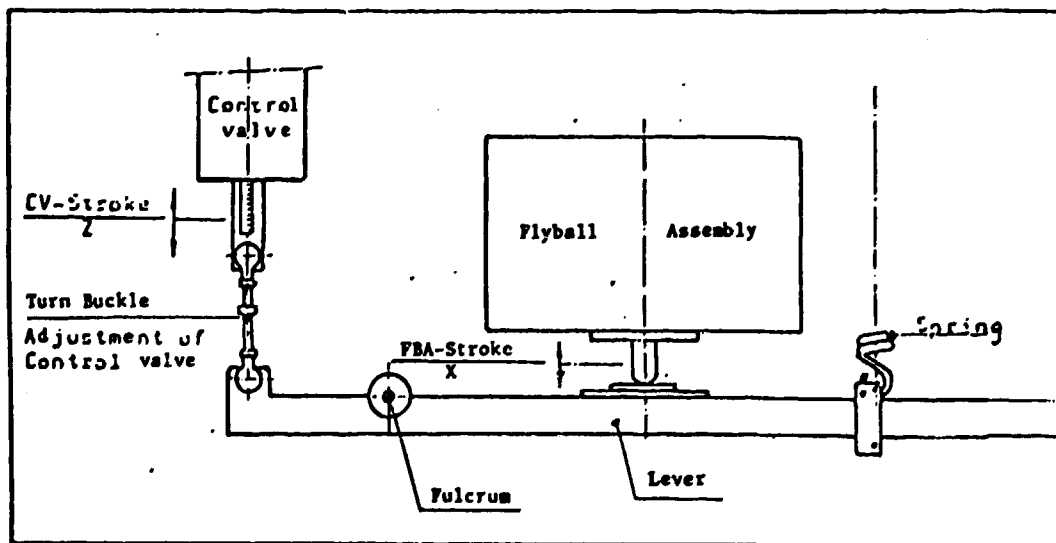 Control
valve
CV-Stroke
Z
Flyball Assembly
Turn Buckle
Adjustment of
Control valve
FBA-Stroke
X
Spring
Lever
Fulcrum